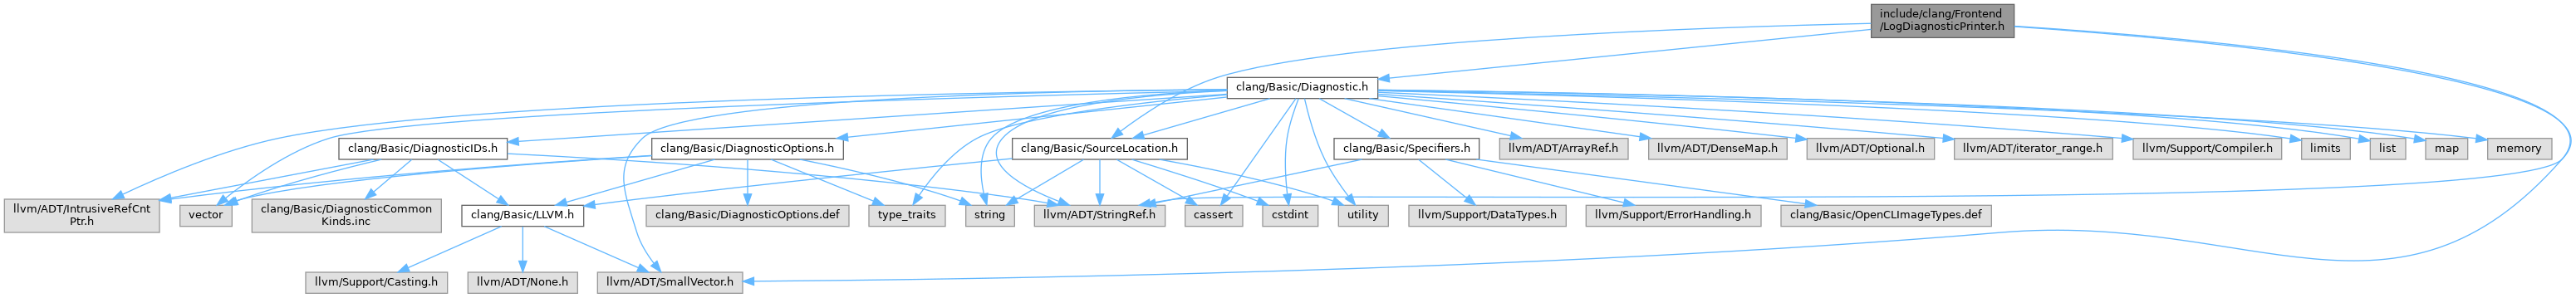 include/clang/Frontend
/LogDiagnosticPrinter.h
clang/Basic/Diagnostic.h
clang/Basic/DiagnosticIDs.h
clang/Basic/DiagnosticOptions.h
clang/Basic/SourceLocation.h
clang/Basic/Specifiers.h
llvm/ADT/ArrayRef.h
llvm/ADT/DenseMap.h
llvm/ADT/Optional.h
llvm/ADT/iterator_range.h
llvm/Support/Compiler.h
limits
list
map
memory
llvm/ADT/IntrusiveRefCnt
Ptr.h
vector
clang/Basic/DiagnosticCommon
Kinds.inc
clang/Basic/LLVM.h
clang/Basic/DiagnosticOptions.def
type_traits
string
llvm/ADT/StringRef.h
cassert
cstdint
utility
llvm/Support/DataTypes.h
llvm/Support/ErrorHandling.h
clang/Basic/OpenCLImageTypes.def
llvm/Support/Casting.h
llvm/ADT/None.h
llvm/ADT/SmallVector.h